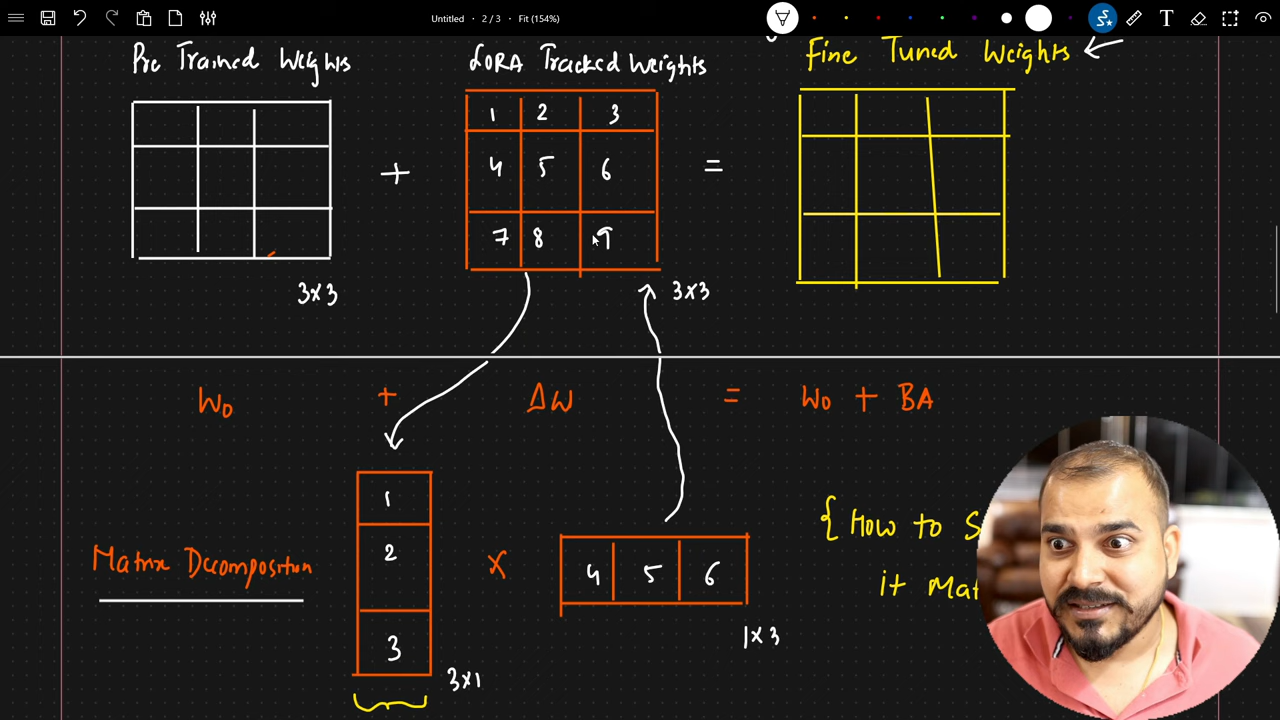 Untitled • 2 / 3 • Fit (154%)
Pre Trained Weights
LoRA Tracked Weights
Fine Tuned Weights
1 2 3
+
4 5 6
=
7 8 9
3x3
3x3
W0 + ΔW = W0 + BA
1
{ How to S
Matrix Decomposition
2
x
4 5 6
it Mat
3
1x3
3x1